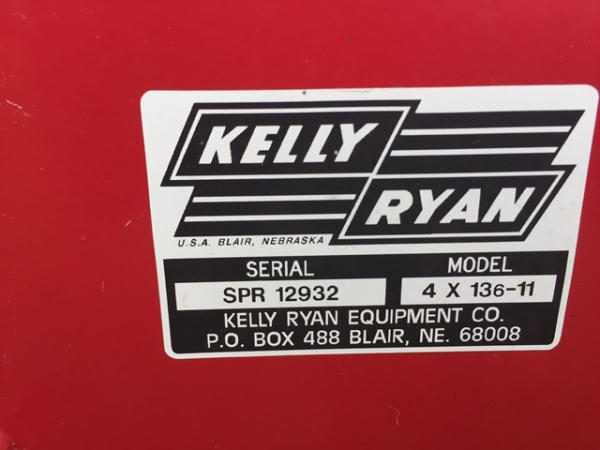 KELLY
RYAN
U.S.A. BLAIR, NEBRASKA
SERIAL MODEL
SPR 12932 4 X 136-11
KELLY RYAN EQUIPMENT CO.
P.O. BOX 488 BLAIR, NE. 68008